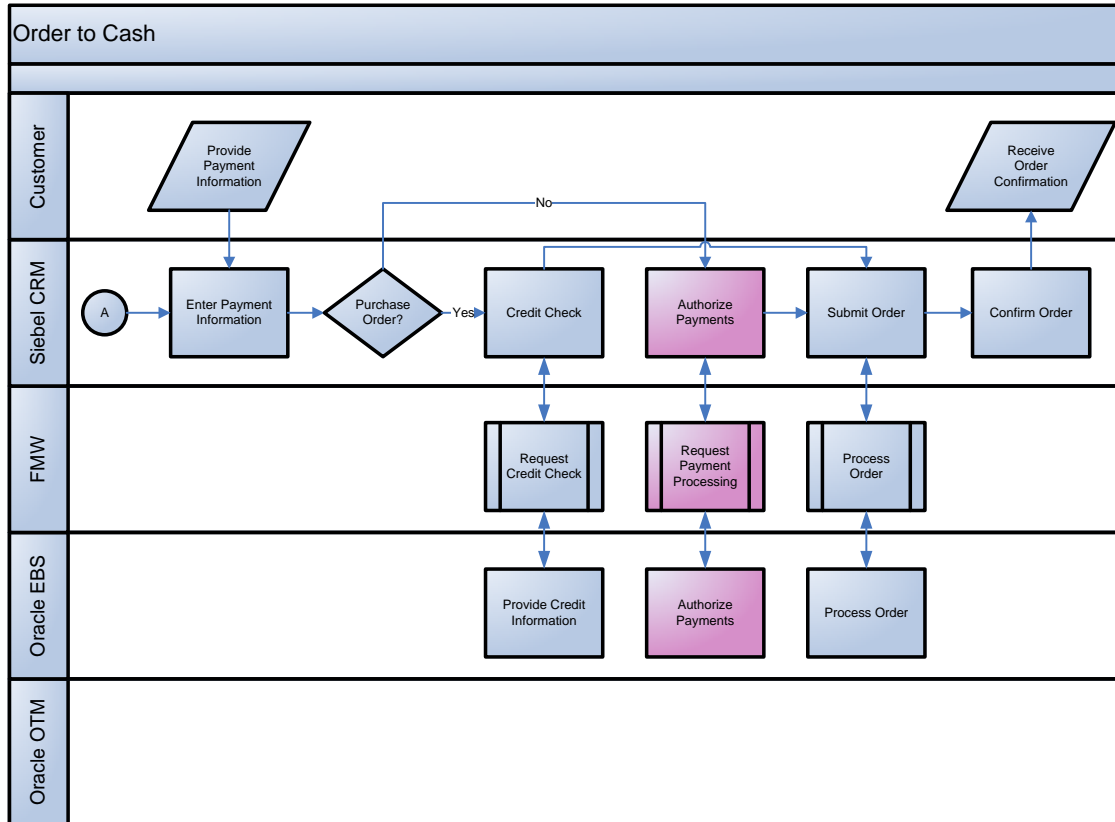 Order to Cash
Customer
Provide
Payment
Information
Receive
Order
Confirmation
No
Siebel CRM
A
Enter Payment
Information
Purchase
Order?
Yes
Credit Check
Authorize
Payments
Submit Order
Confirm Order
FMW
Request
Credit Check
Request
Payment
Processing
Process
Order
Oracle EBS
Provide Credit
Information
Authorize
Payments
Process Order
Oracle OTM